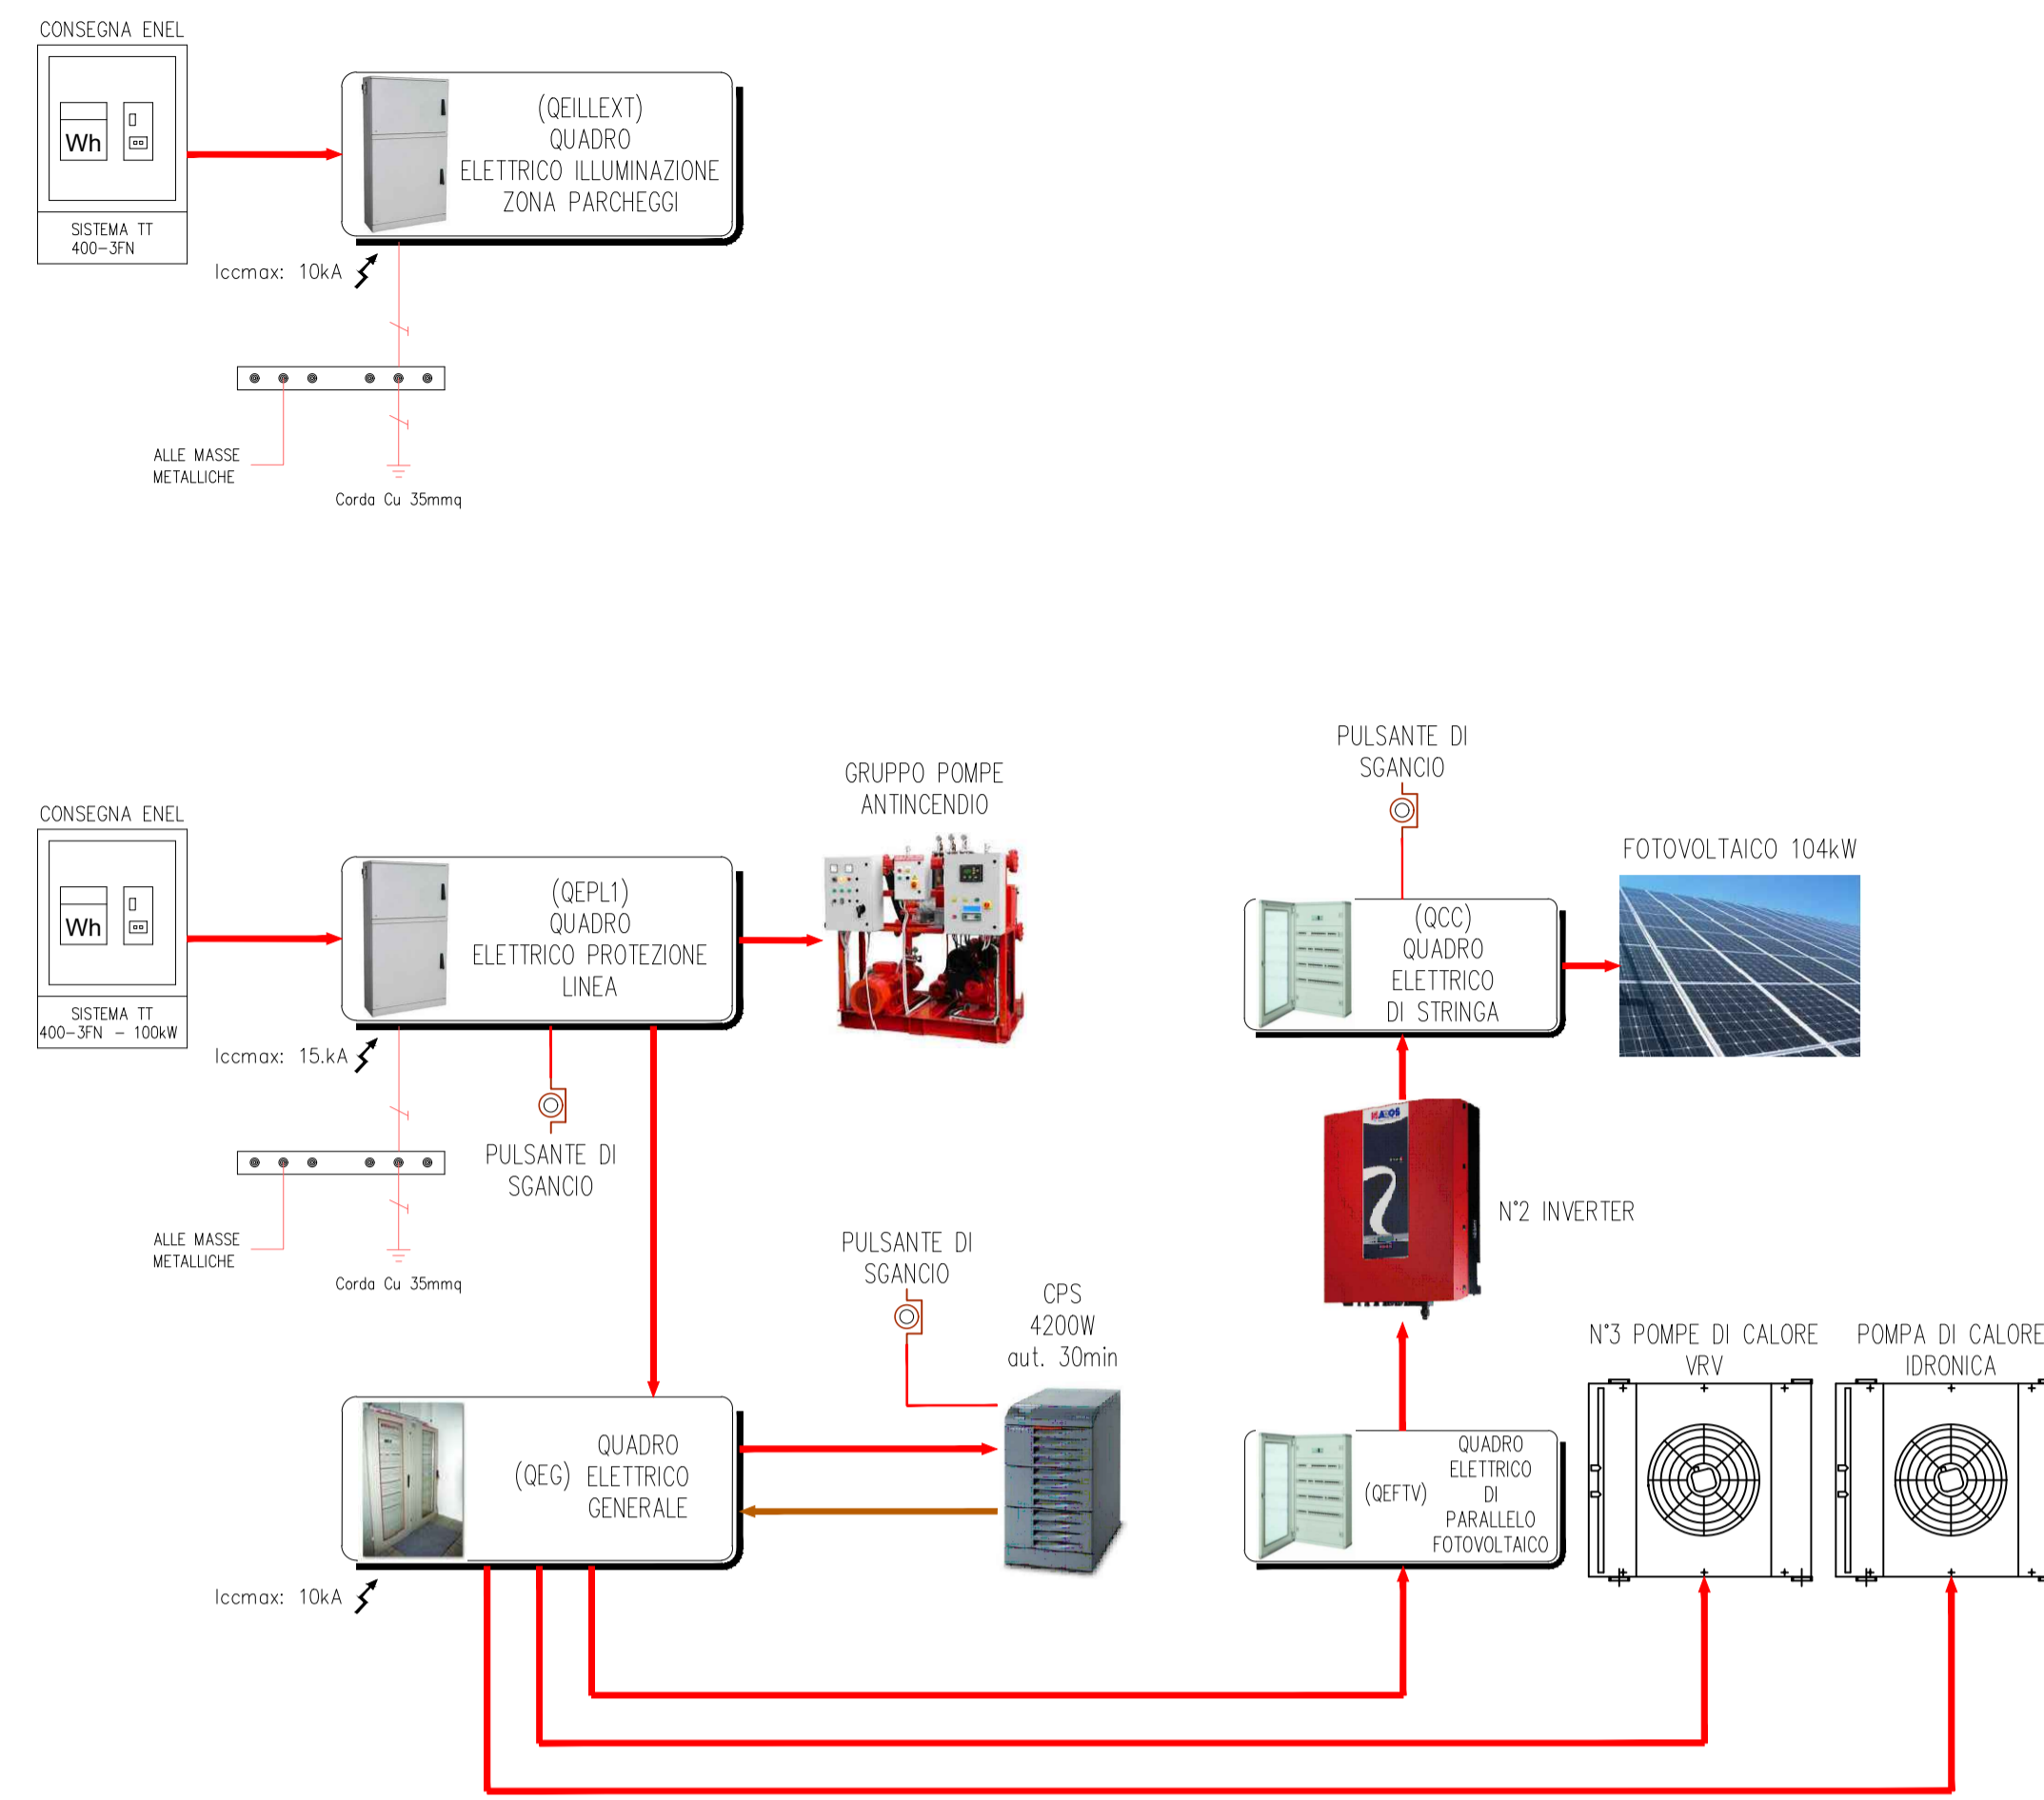 CONSEGNA ENEL
Wh
SISTEMA TT
400-3FN
(QEILLEXT)
QUADRO
ELETTRICO ILLUMINAZIONE
ZONA PARCHEGGI
Iccmax: 10kA
ALLE MASSE
METALLICHE
Corda Cu 35mmq
CONSEGNA ENEL
Wh
SISTEMA TT
400-3FN - 100kW
(QEPL1)
QUADRO
ELETTRICO PROTEZIONE
LINEA
Iccmax: 15.kA
ALLE MASSE
METALLICHE
Corda Cu 35mmq
PULSANTE DI
SGANCIO
GRUPPO POMPE
ANTINCENDIO
PULSANTE DI
SGANCIO
(QCC)
QUADRO
ELETTRICO
DI STRINGA
FOTOVOLTAICO 104kW
N°2 INVERTER
PULSANTE DI
SGANCIO
CPS
4200W
aut. 30min
(QEG)
QUADRO
ELETTRICO
GENERALE
Iccmax: 10kA
(QEFTV)
QUADRO
ELETTRICO
DI
PARALLELO
FOTOVOLTAICO
N°3 POMPE DI CALORE
VRV
POMPA DI CALORE
IDRONICA